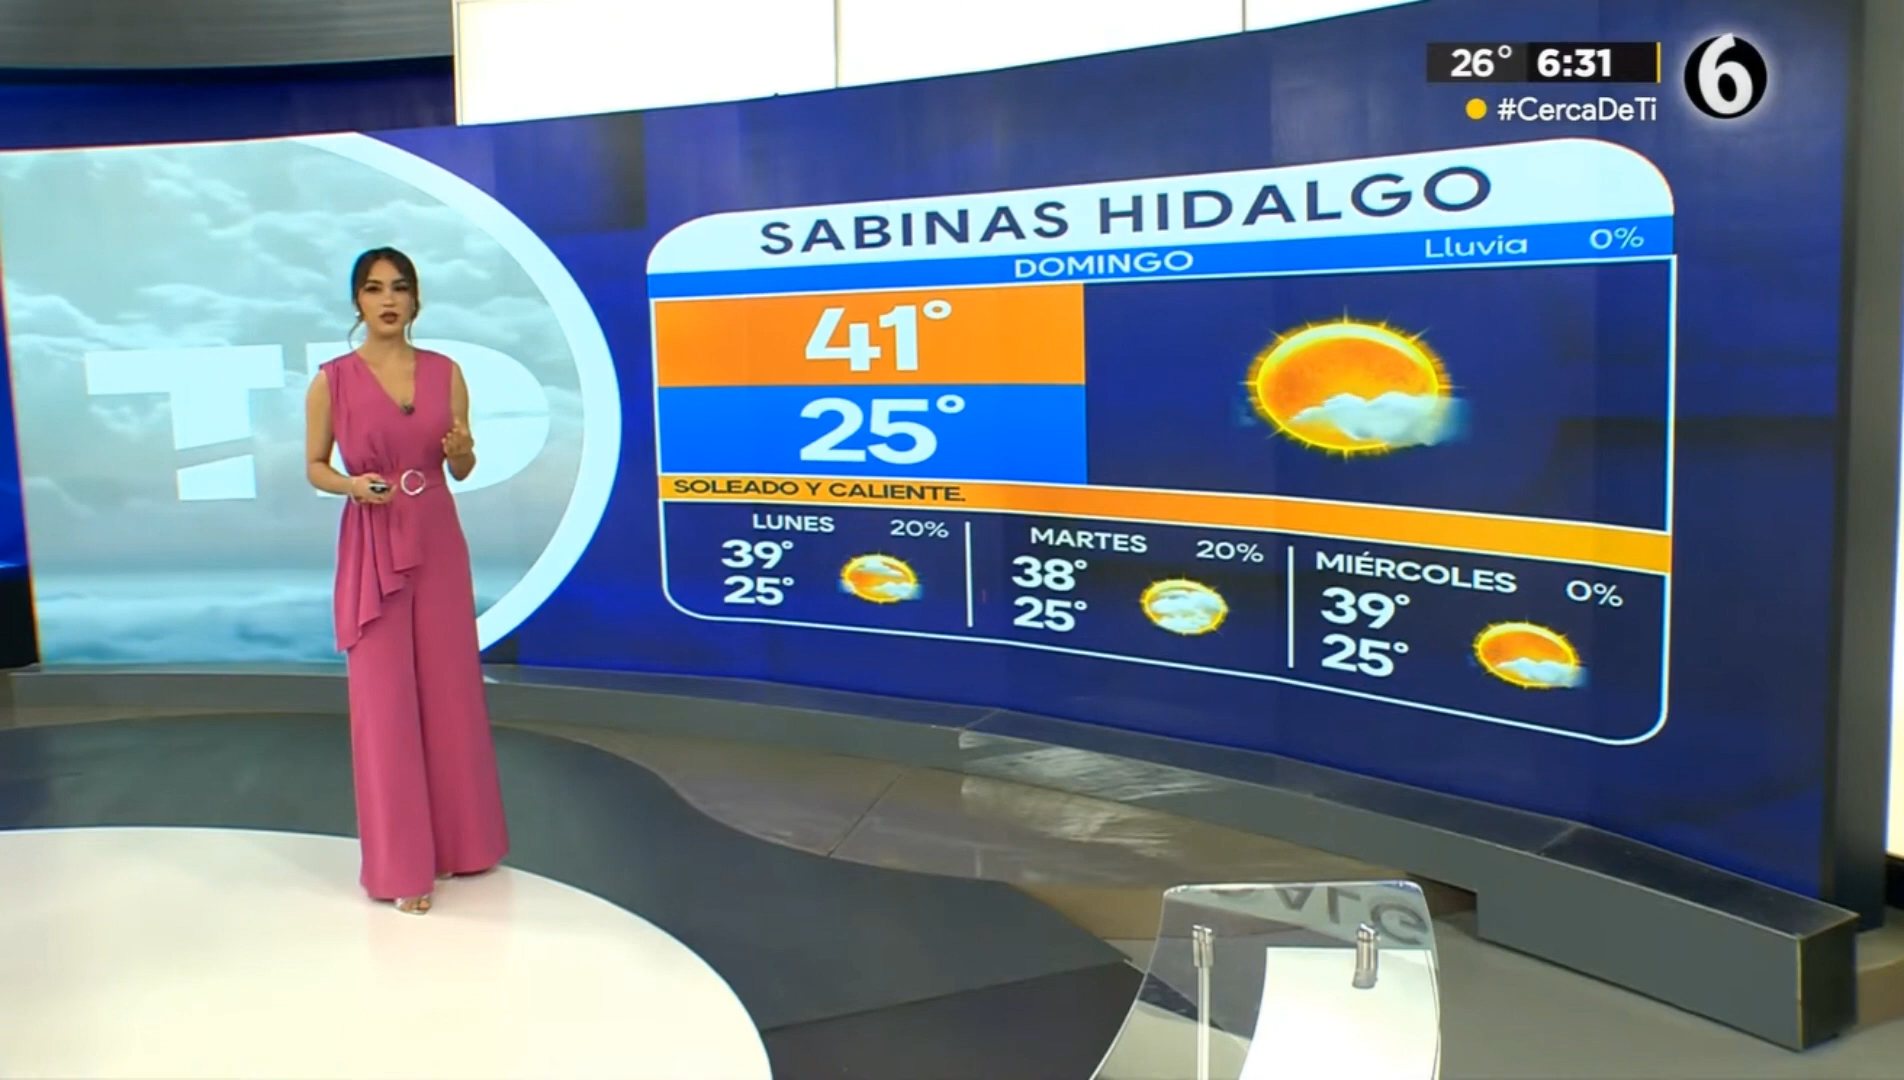 26° 6:31
#CercaDeTi
6
SABINAS HIDALGO
DOMINGO
Lluvia 0%
41°
25°
SOLEADO Y CALIENTE.
LUNES 20%
39°
25°
MARTES 20%
38°
25°
MIÉRCOLES 0%
39°
25°